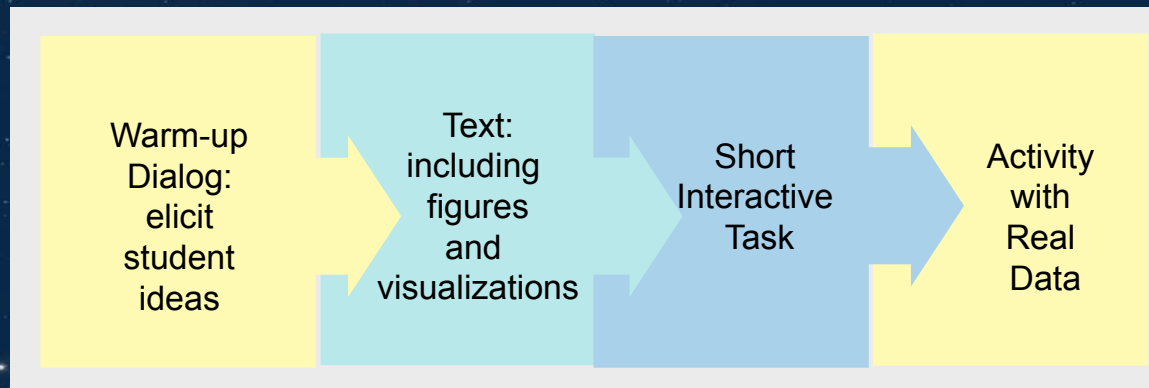 Warm-up
Dialog:
elicit
student
ideas
Text:
including
figures
and
visualizations
Short
Interactive
Task
Activity
with
Real
Data